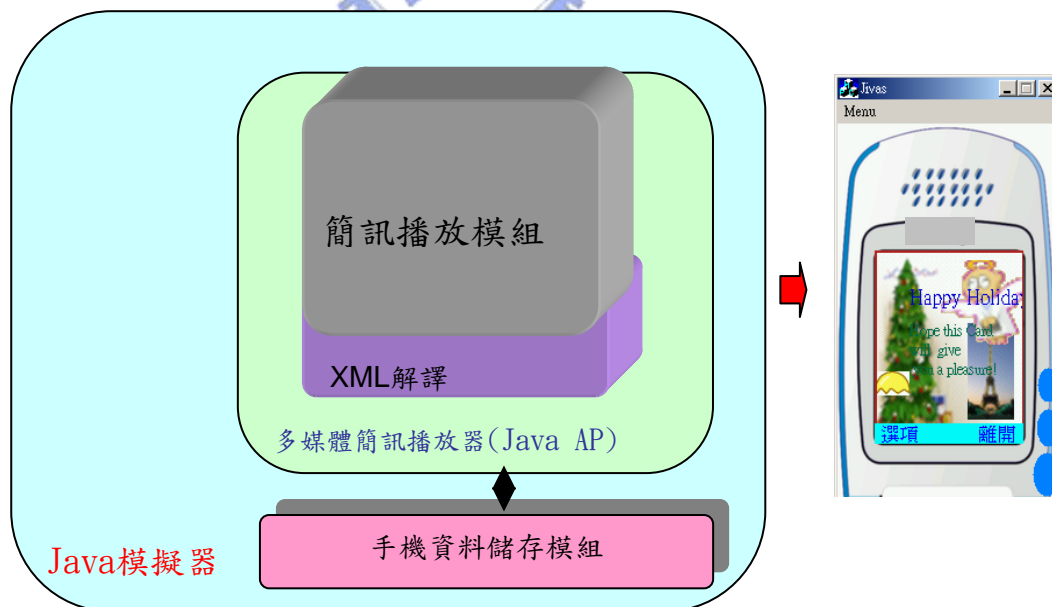 簡訊播放模組
XML解譯
多媒體簡訊播放器(Java AP)
手機資料儲存模組
Java模擬器
Jivas
Menu
Happy Holiday
this Card
give
a pleasure!
選項 離開